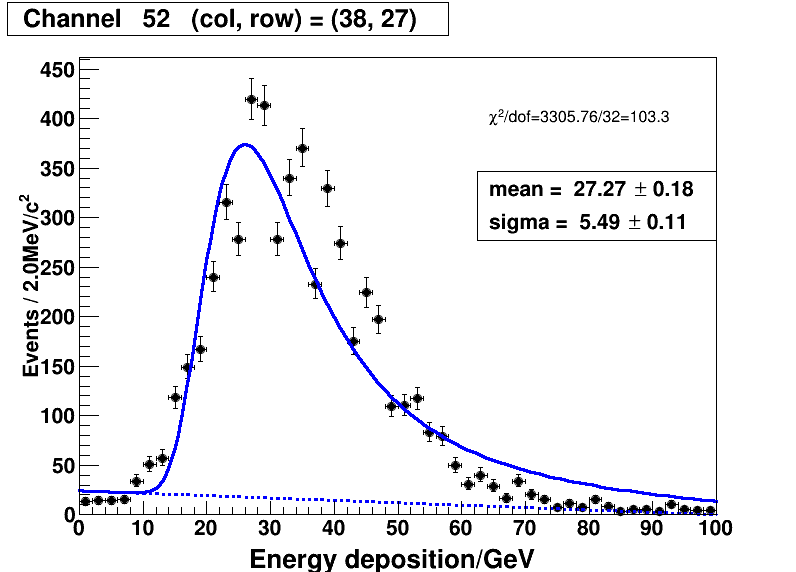 Channel 52 (col, row) = (38, 27)
χ²/dof=3305.76/32=103.3
mean = 27.27 ± 0.18
sigma = 5.49 ± 0.11
Events / 2.0MeV/c²
450
400
350
300
250
200
150
100
50
0
0 10 20 30 40 50 60 70 80 90 100
Energy deposition/GeV